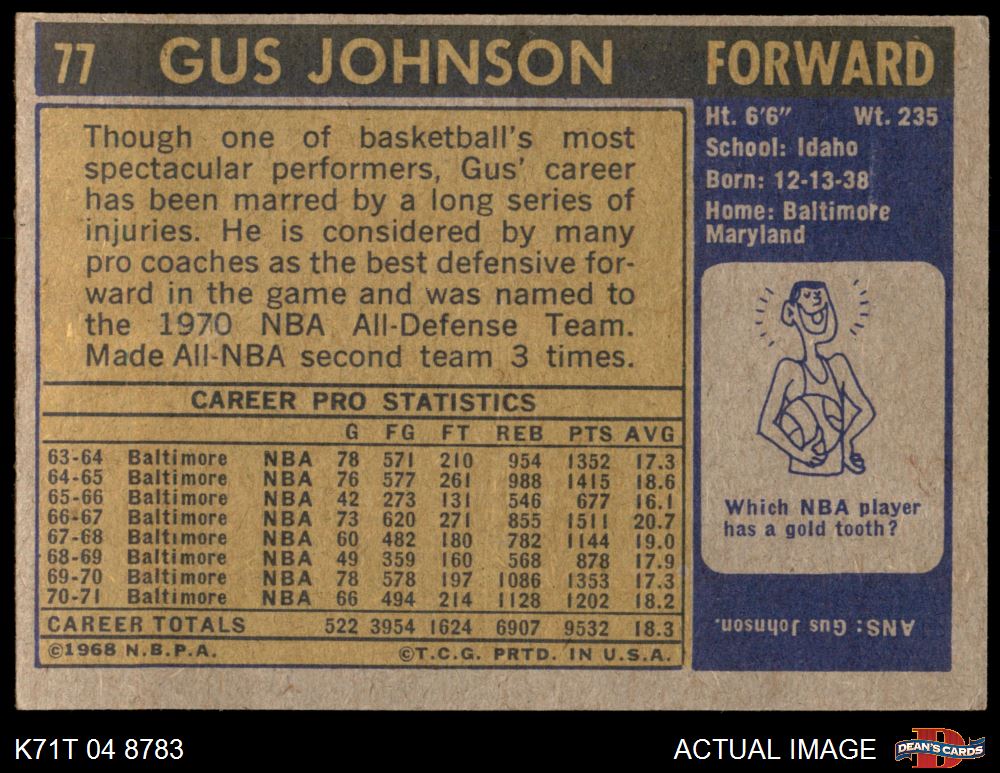 77 GUS JOHNSON FORWARD
Though one of basketball's most
spectacular performers, Gus' career
has been marred by a long series of
injuries. He is considered by many
pro coaches as the best defensive for-
ward in the game and was named to
the 1970 NBA All-Defense Team.
Made All-NBA second team 3 times.
CAREER PRO STATISTICS
G FG FT REB PTS AVG
63-64 Baltimore NBA 78 571 210 954 1352 17.3
64-65 Baltimore NBA 76 577 261 988 1415 18.6
65-66 Baltimore NBA 42 273 131 546 677 16.1
66-67 Baltimore NBA 73 620 271 855 1511 20.7
67-68 Baltimore NBA 60 482 180 782 1144 19.0
68-69 Baltimore NBA 49 359 160 568 878 17.9
69-70 Baltimore NBA 78 578 197 1086 1353 17.3
70-71 Baltimore NBA 66 494 214 1128 1202 18.2
CAREER TOTALS 522 3954 1624 6907 9532 18.3
©1968 N.B.P.A. ©T.C.G. PRTD. IN U.S.A.
Ht. 6'6" Wt. 235
School: Idaho
Born: 12-13-38
Home: Baltimore
Maryland
Which NBA player
has a gold tooth?
ANS: Gus Johnson.
K71T 04 8783 ACTUAL IMAGE DEAN'S CARDS